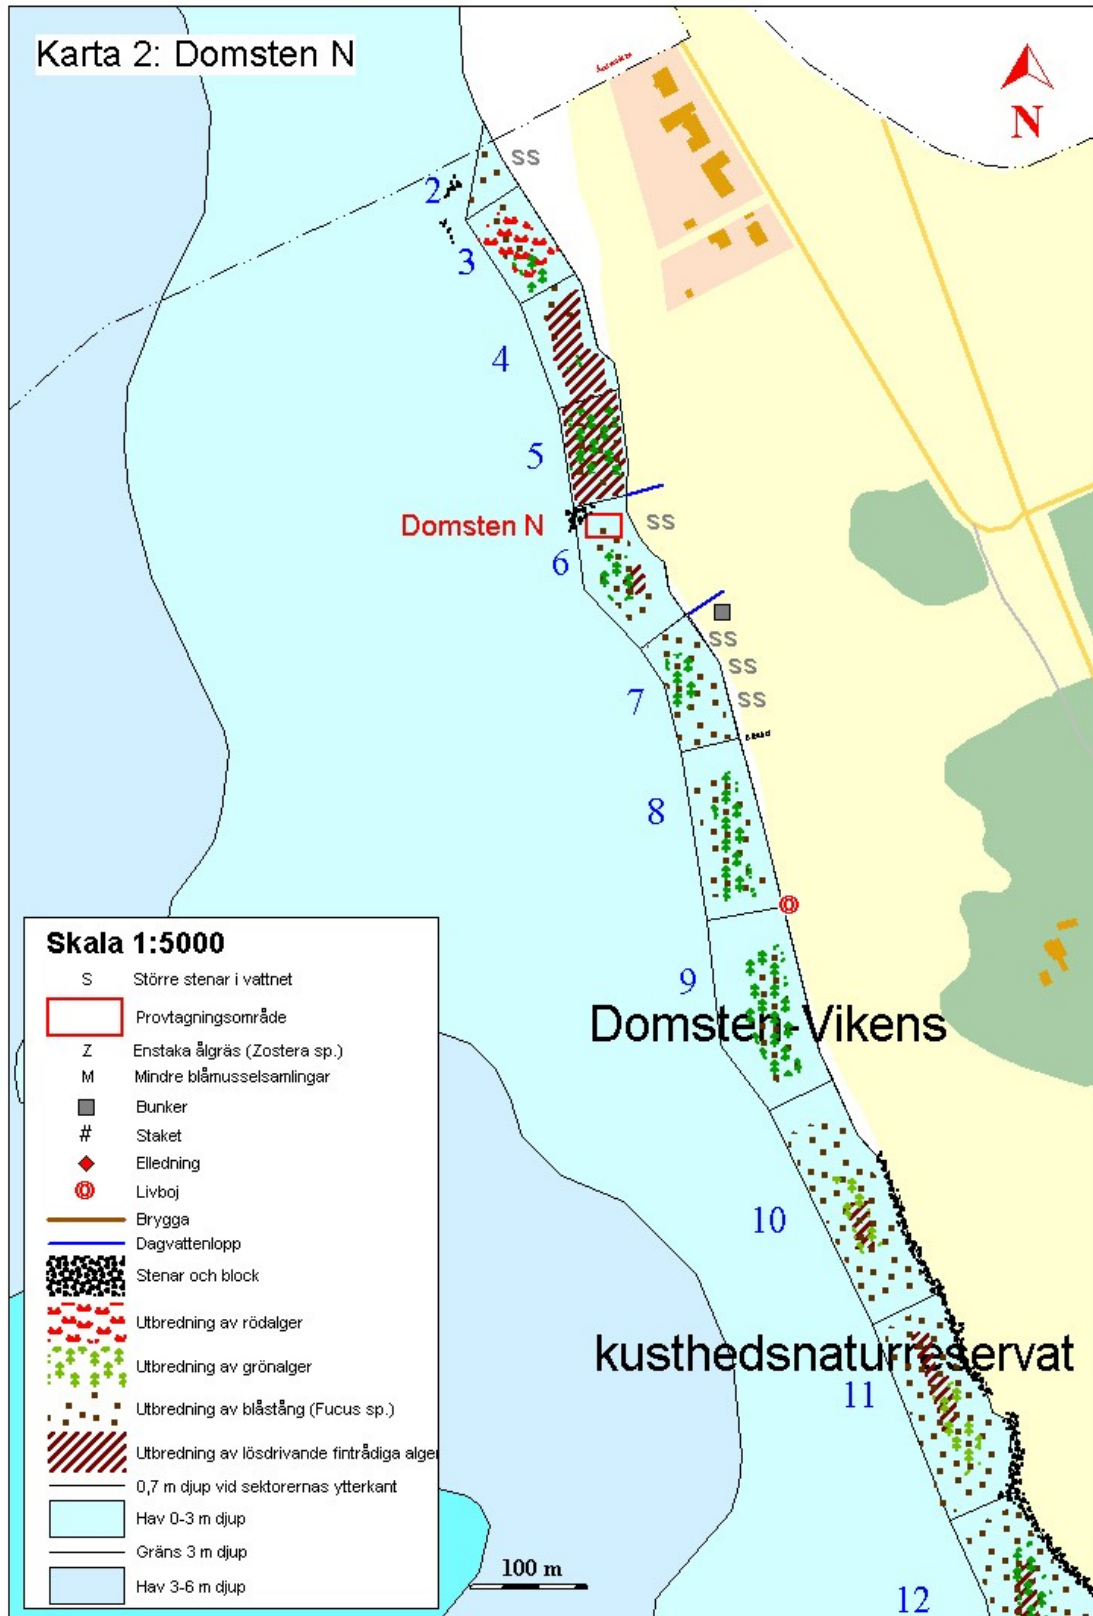 Karta 2: Domsten N
N
SS
2
3
4
5
Domsten N
SS
6
SS
SS
7
SS
8
9
Domsten-Vikens
10
kusthedsnaturreservat
11
12
100 m
Skala 1:5000
S Större stenar i vattnet
Provtagningsområde
Z Enstaka ålgräs (Zostera sp.)
M Mindre blåmusselsamlingar
Bunker
# Staket
Elledning
Livboj
Brygga
Dagvattenlopp
Stenar och block
Utbredning av rödalger
Utbredning av grönalger
Utbredning av blåstång (Fucus sp.)
Utbredning av lösdrivande fintrådiga alger
0,7 m djup vid sektorernas ytterkant
Hav 0-3 m djup
Gräns 3 m djup
Hav 3-6 m djup